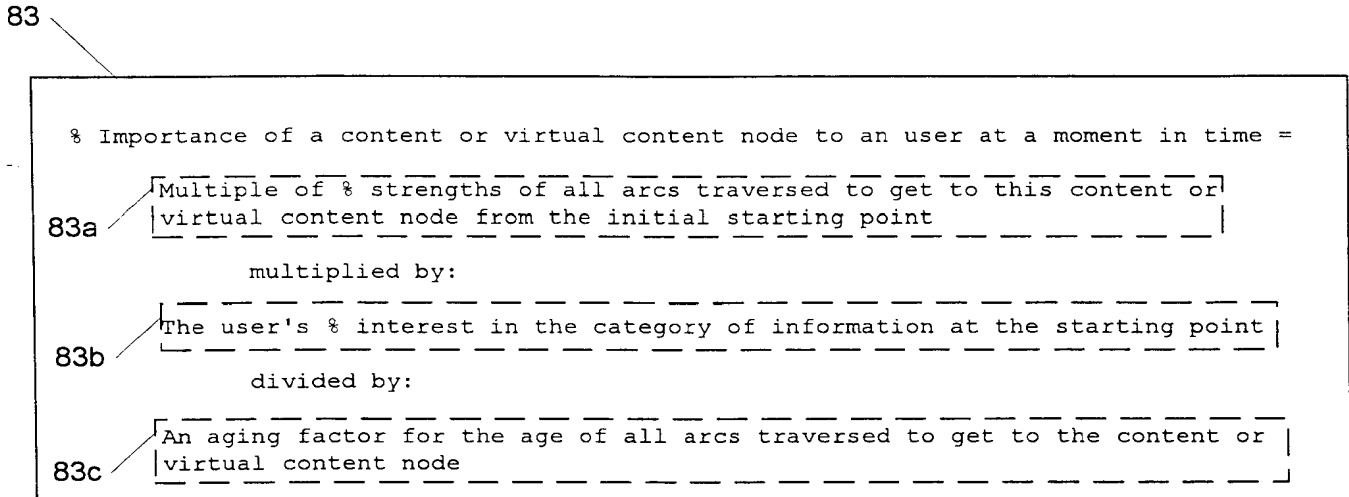 83
% Importance of a content or virtual content node to an user at a moment in time =
Multiple of % strengths of all arcs traversed to get to this content or
virtual content node from the initial starting point
83a
multiplied by:
The user's % interest in the category of information at the starting point
83b
divided by:
An aging factor for the age of all arcs traversed to get to the content or
virtual content node
83c